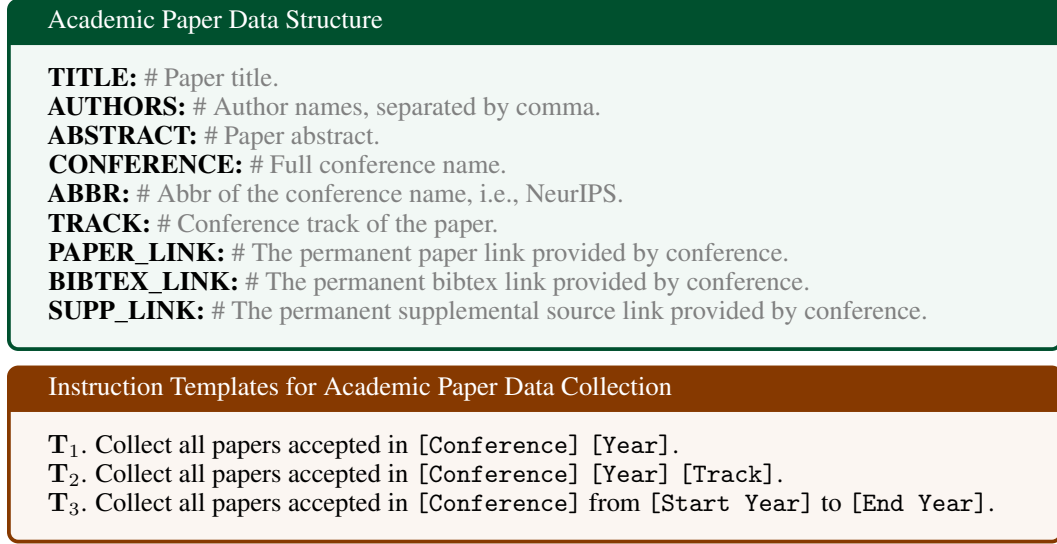 Academic Paper Data Structure
TITLE: # Paper title.
AUTHORS: # Author names, separated by comma.
ABSTRACT: # Paper abstract.
CONFERENCE: # Full conference name.
ABBR: # Abbr of the conference name, i.e., NeurIPS.
TRACK: # Conference track of the paper.
PAPER_LINK: # The permanent paper link provided by conference.
BIBTEX_LINK: # The permanent bibtex link provided by conference.
SUPP_LINK: # The permanent supplemental source link provided by conference.
Instruction Templates for Academic Paper Data Collection
T₁. Collect all papers accepted in [Conference] [Year].
T₂. Collect all papers accepted in [Conference] [Year] [Track].
T₃. Collect all papers accepted in [Conference] from [Start Year] to [End Year].